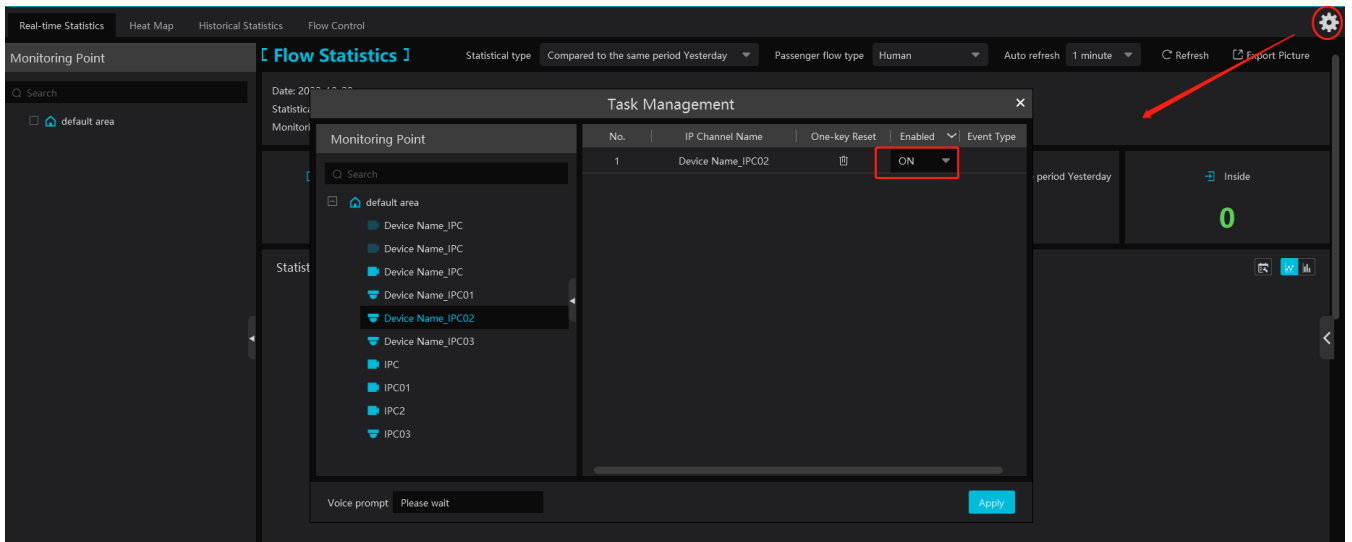 Real-time Statistics Heat Map Historical Statistics Flow Control
Monitoring Point
Search
default area
[ Flow Statistics ] Statistical type Compared to the same period Yesterday Passenger flow type Human Auto refresh 1 minute Refresh Export Picture
Task Management
Monitoring Point
Search
default area
Device Name_IPC
Device Name_IPC
Device Name_IPC
Device Name_IPC01
Device Name_IPC02
Device Name_IPC03
IPC
IPC01
IPC2
IPC03
No. IP Channel Name One-key Reset Enabled Event Type
1 Device Name_IPC02 ON
Voice prompt Please wait
Apply
period Yesterday
Inside
0